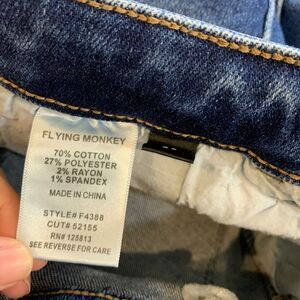 FLYING MONKEY
70% COTTON
27% POLYESTER
2% RAYON
1% SPANDEX
MADE IN CHINA
STYLE# F4388
CUT# 52155
RN# 125813
SEE REVERSE FOR CARE